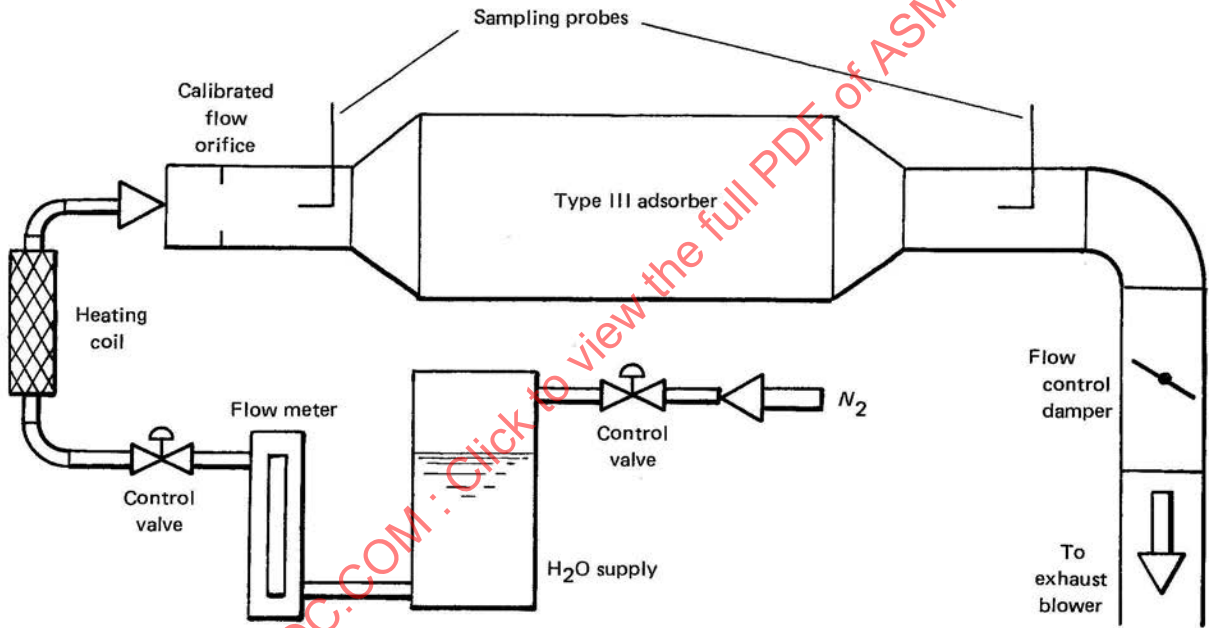 Sampling probes
Calibrated
flow
orifice
Type III adsorber
Heating
coil
Flow meter
Control
valve
H₂O supply
Control
valve
N₂
Flow
control
damper
To
exhaust
blower
C.COM : Click to view the full PDF of ASM